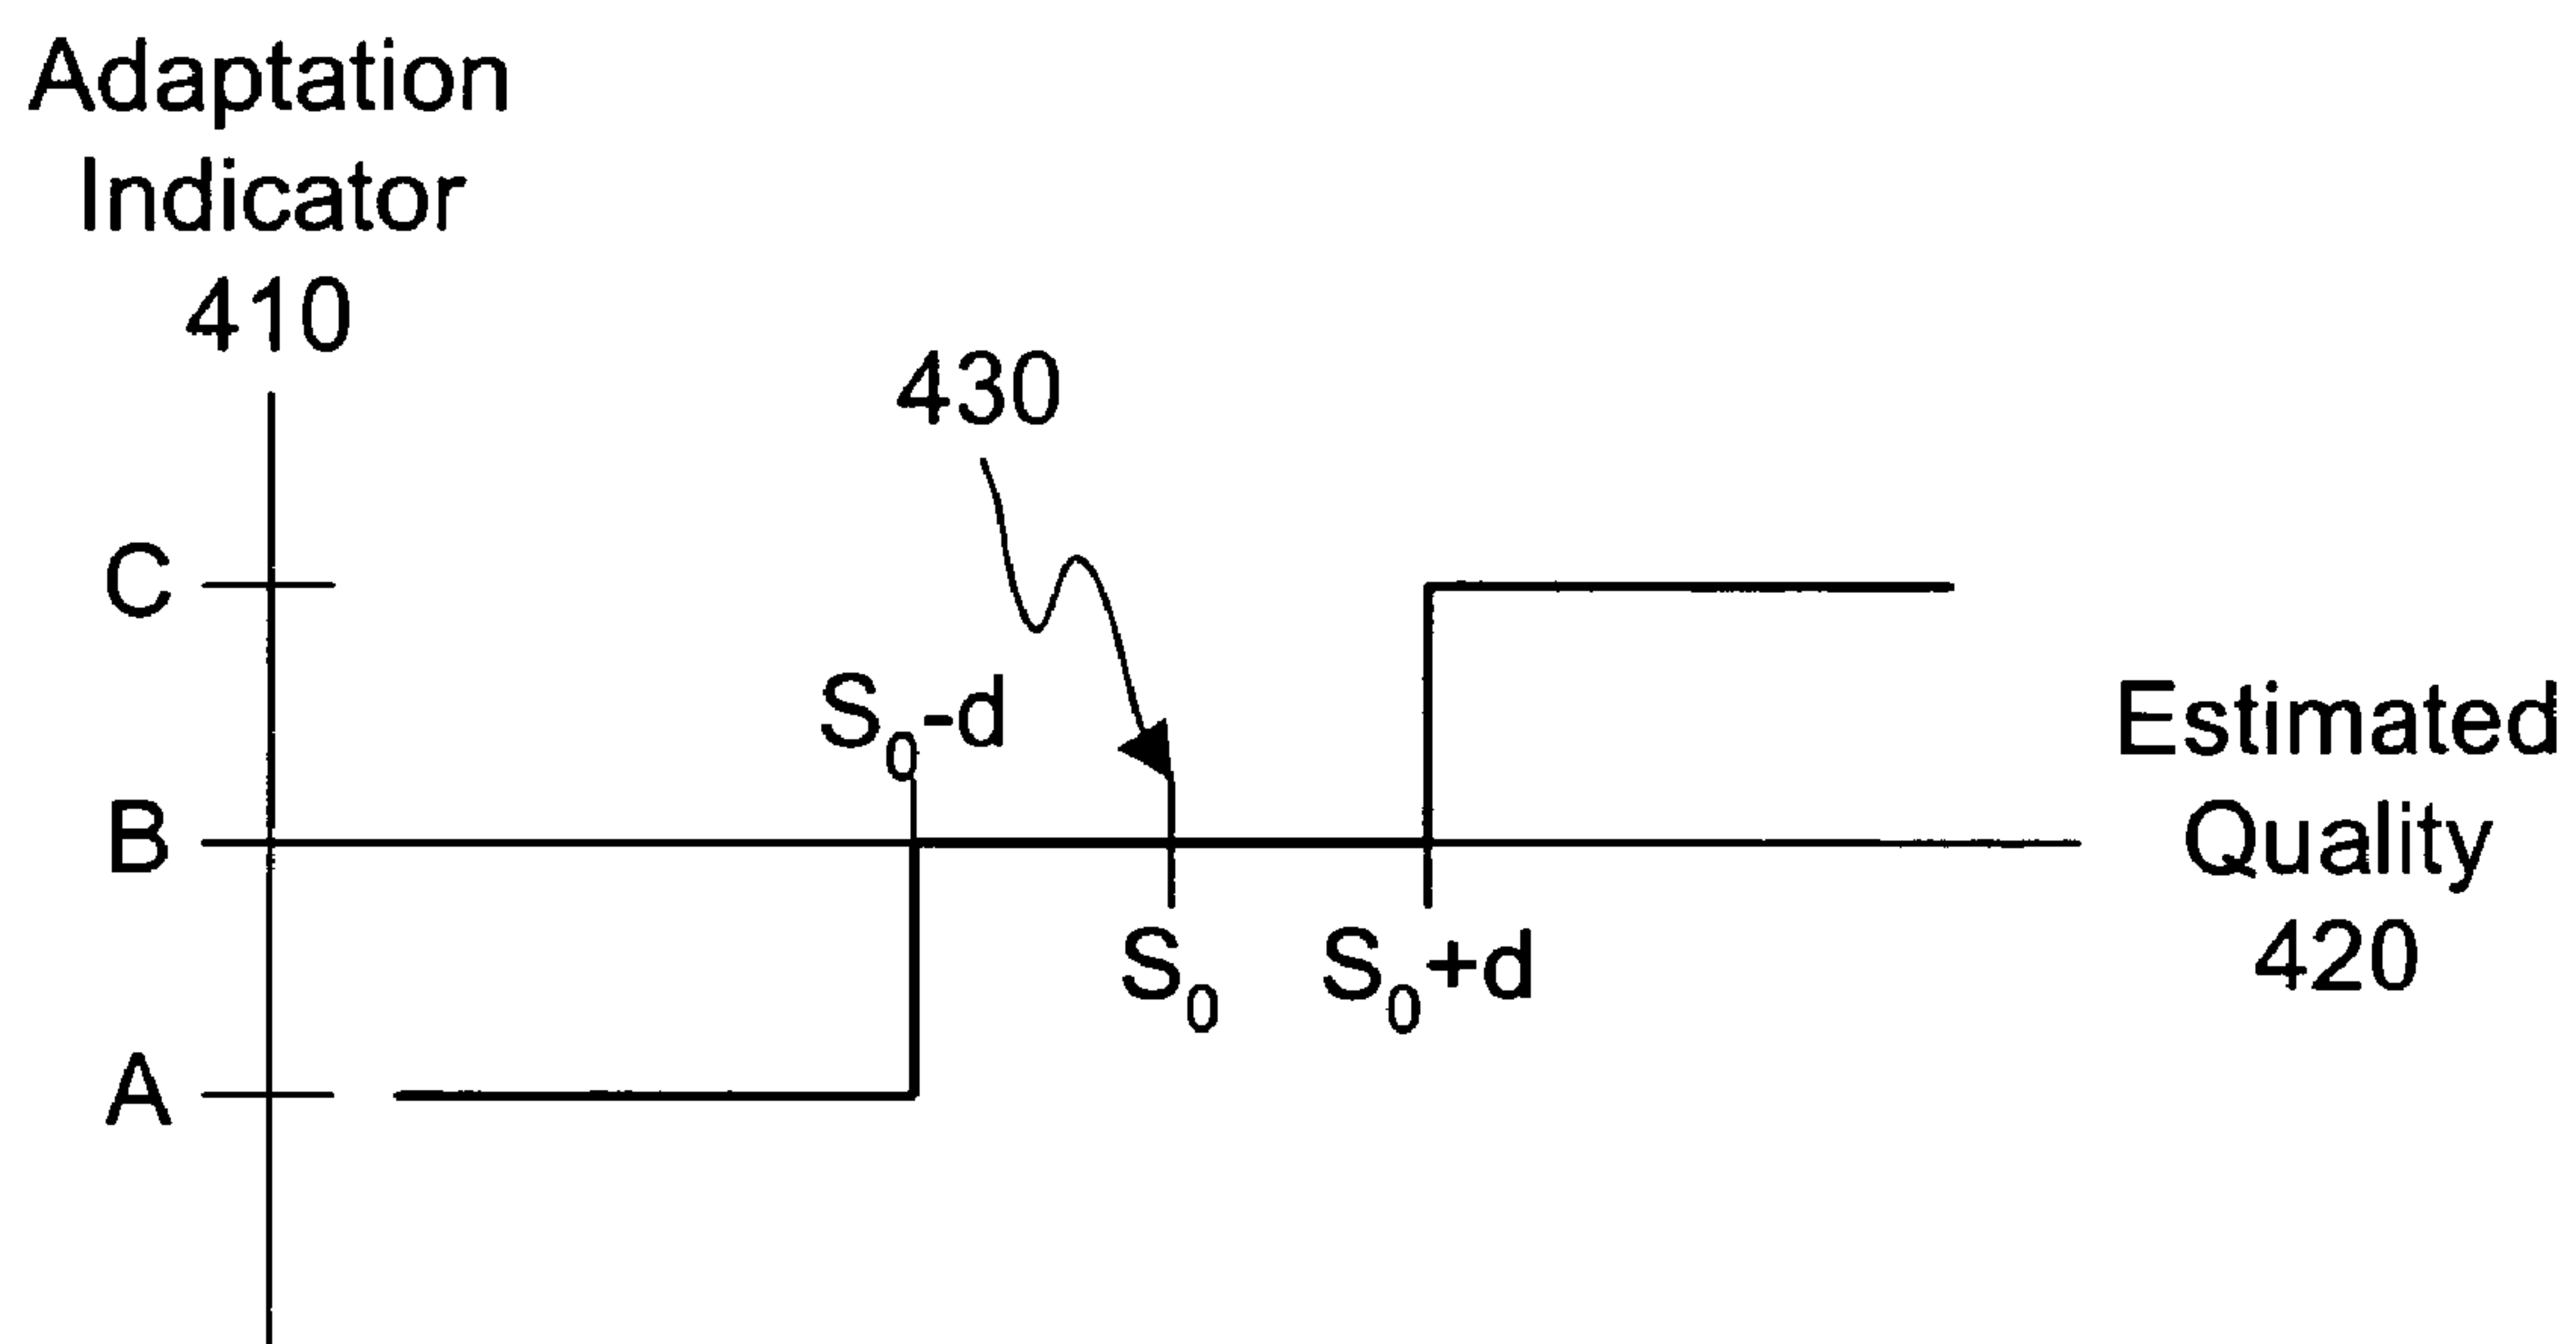 Adaptation
Indicator
410
430
C
S₀-d
B
Estimated
Quality
420
S₀
S₀+d
A